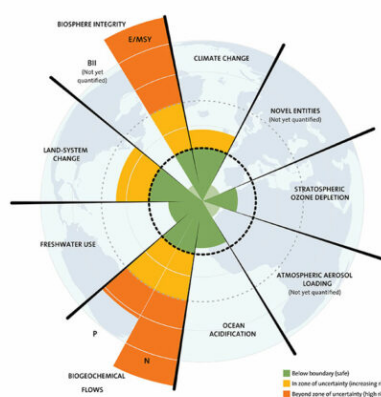 BIOSPHERE INTEGRITY
E/MSY
BII
(Not yet
quantified)
CLIMATE CHANGE
NOVEL ENTITIES
(Not yet quantified)
LAND-SYSTEM
CHANGE
STRATOSPHERIC
OZONE DEPLETION
FRESHWATER USE
ATMOSPHERIC AEROSOL
LOADING
(Not yet quantified)
P
N
OCEAN
ACIDIFICATION
BIOGEOCHEMICAL
FLOWS
Below boundary (safe)
In zone of uncertainty (increasing r
Beyond zone of uncertainty (high ri